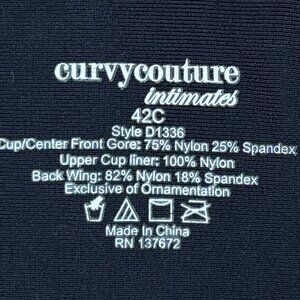 curvycouture
intimates
42C
Style D1336
Cup/Center Front Gore: 75% Nylon 25% Spandex
Upper Cup liner: 100% Nylon
Back Wing: 82% Nylon 18% Spandex
Exclusive of Ornamentation
Made In China
RN 137672